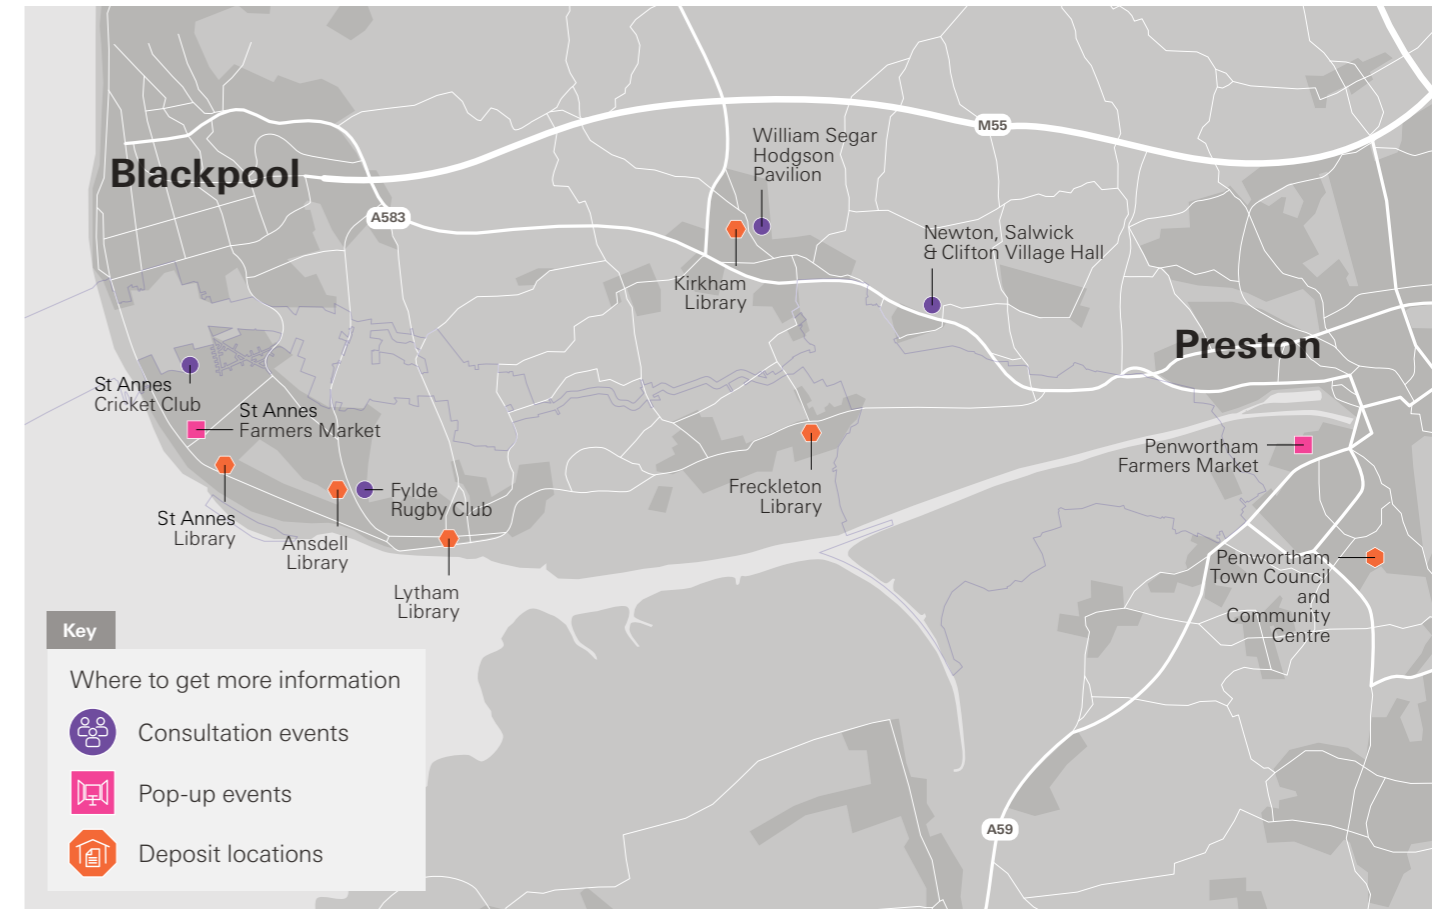 M55
William Segar
Hodgson
Pavilion
Blackpool
A583
Newton, Salwick
& Clifton Village Hall
Kirkham
Library
Preston
St Annes
Cricket Club
St Annes
Farmers Market
Penwortham
Farmers Market
Freckleton
Library
Fylde
Rugby Club
St Annes
Library
Ansdell
Library
Lytham
Library
Penwortham
Town Council
and
Community
Centre
Key
Where to get more information
Consultation events
Pop-up events
Deposit locations
A59